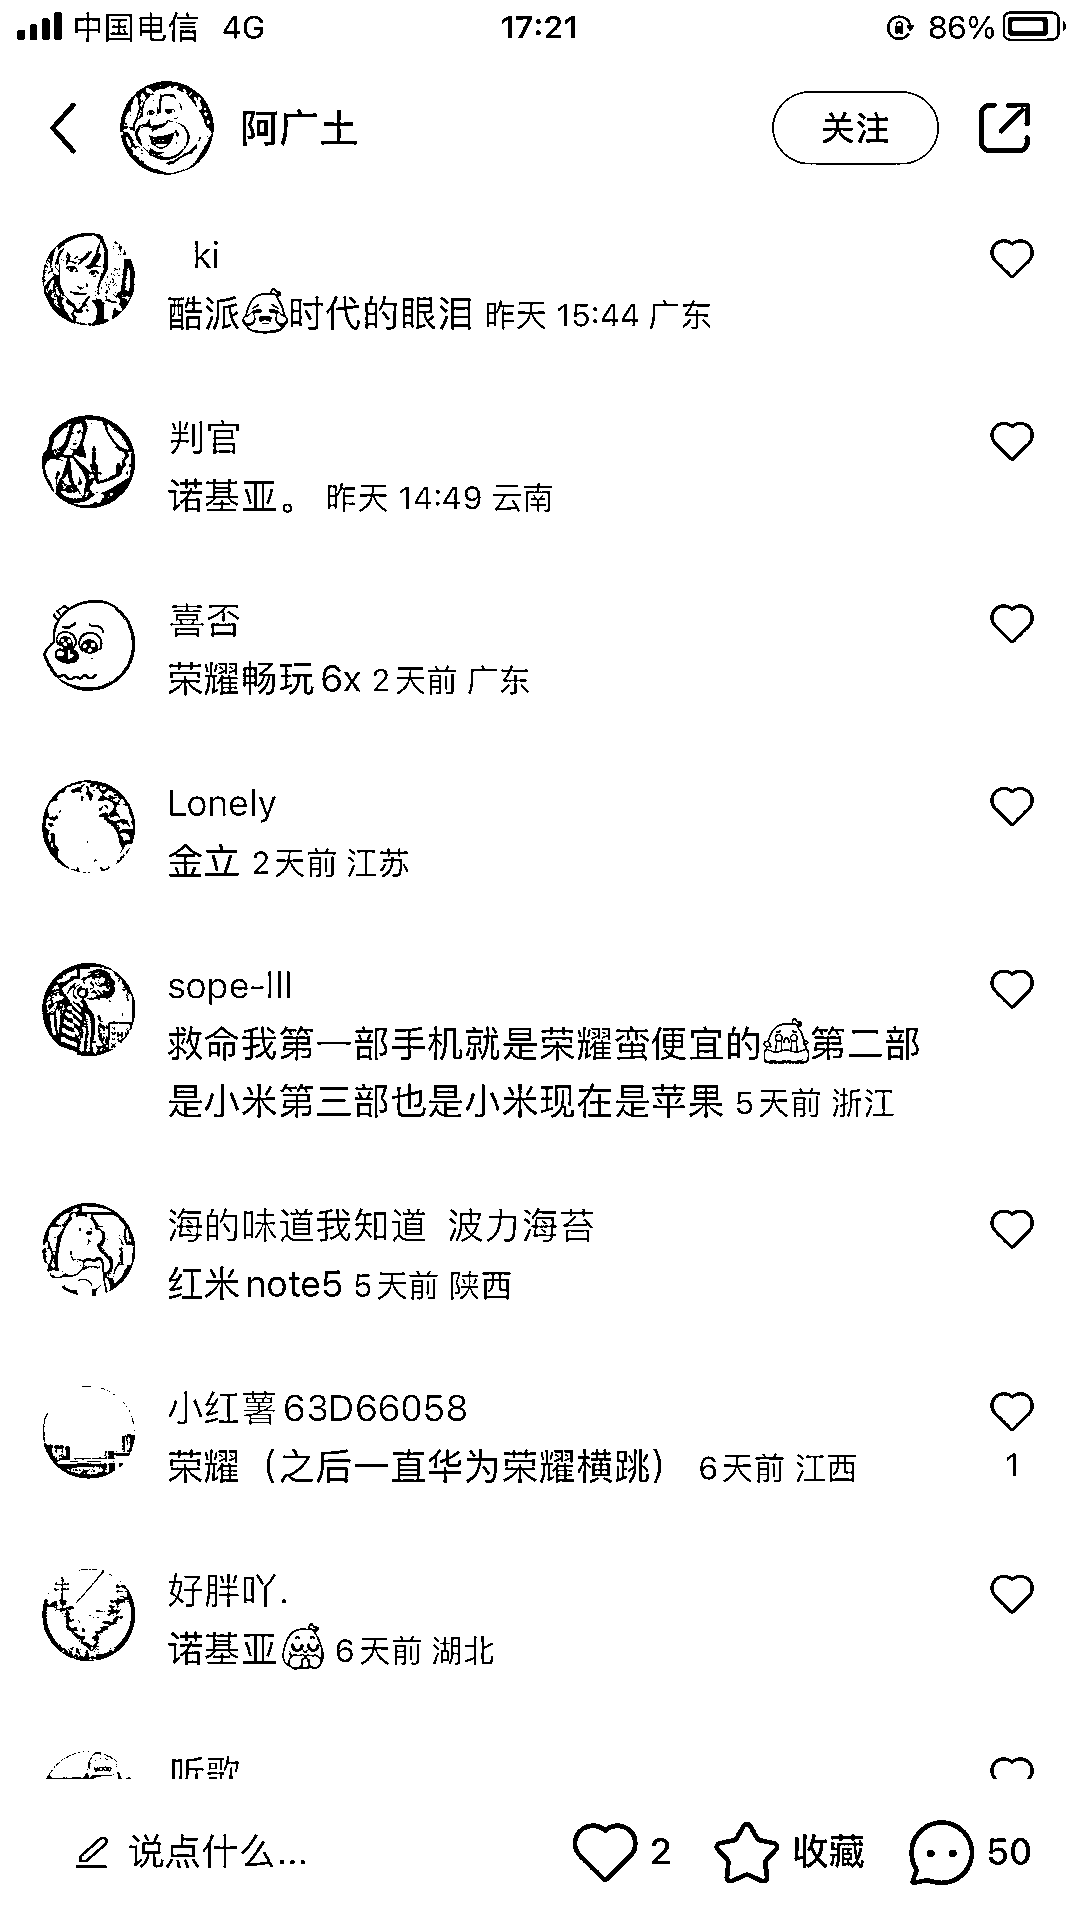 中国电信 4G 17:21 86%
阿广土 关注
ki
酷派时代的眼泪 昨天 15:44 广东
判官
诺基亚。 昨天 14:49 云南
喜否
荣耀畅玩6x 2天前 广东
Lonely
金立 2天前 江苏
sope-lll
救命我第一部手机就是荣耀蛮便宜的第二部
是小米第三部也是小米现在是苹果 5天前 浙江
海的味道我知道 波力海苔
红米note5 5天前 陕西
小红薯63D66058
荣耀（之后一直华为荣耀横跳） 6天前 江西
1
好胖吖.
诺基亚 6天前 湖北
听歌
说点什么... 2 收藏 50